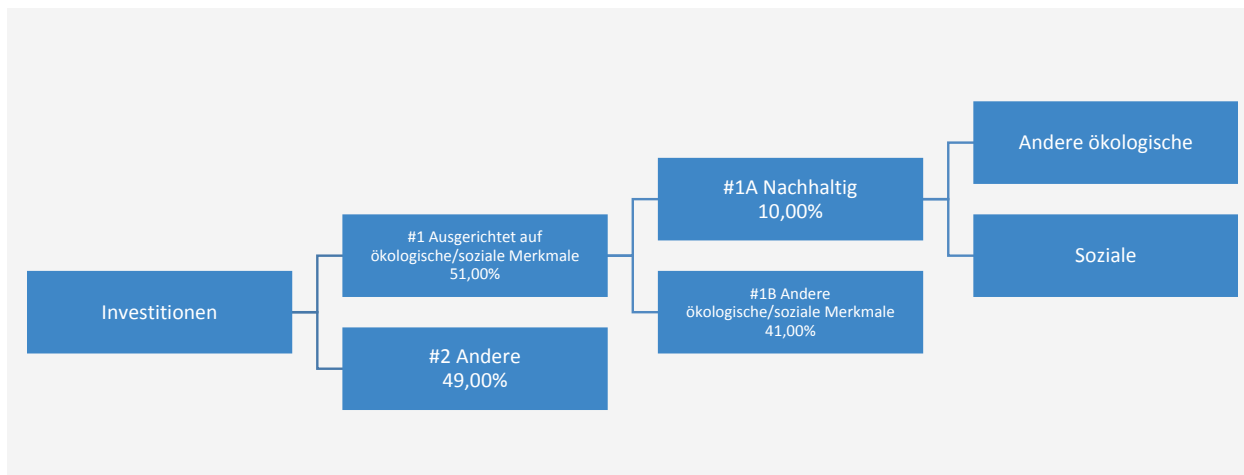 Investitionen
#1 Ausgerichtet auf
ökologische/soziale Merkmale
51,00%
#2 Andere
49,00%
#1A Nachhaltig
10,00%
#1B Andere
ökologische/soziale Merkmale
41,00%
Andere ökologische
Soziale